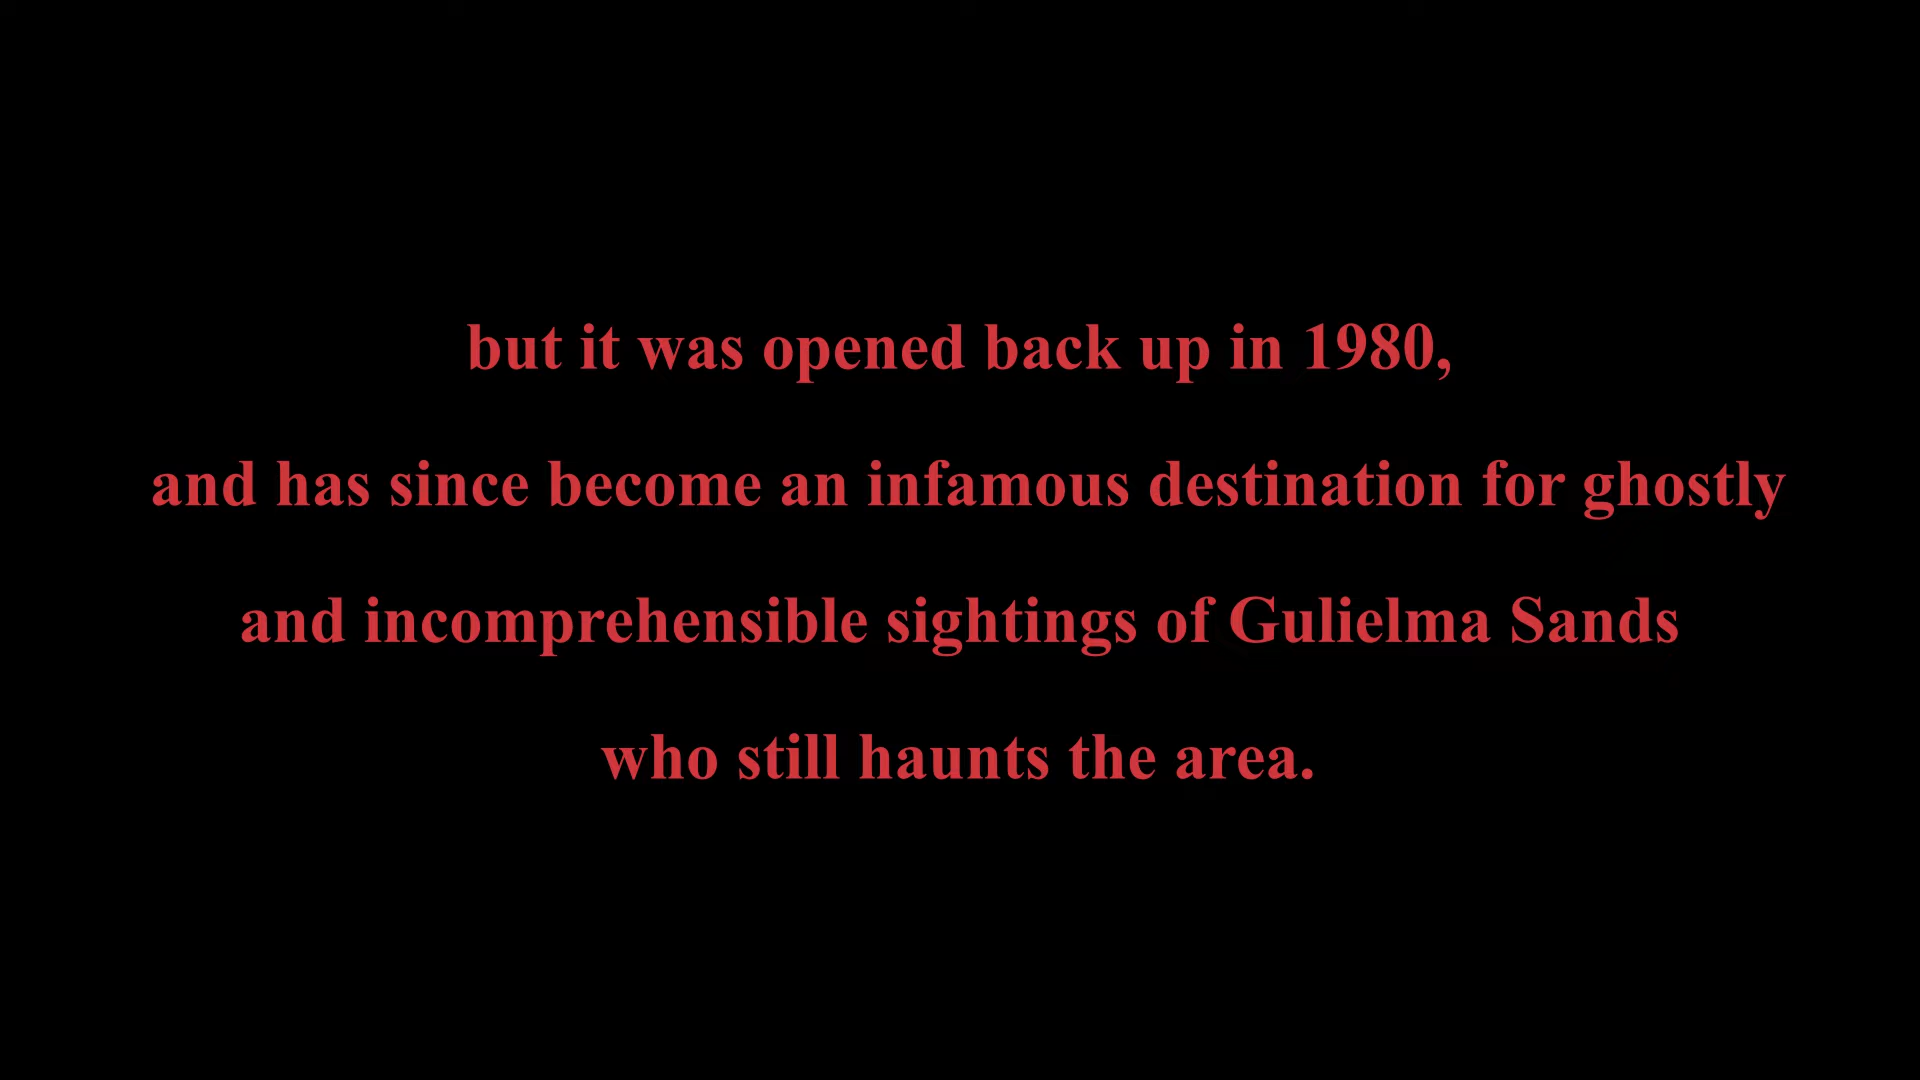 but it was opened back up in 1980,
and has since become an infamous destination for ghostly
and incomprehensible sightings of Gulielma Sands
who still haunts the area.